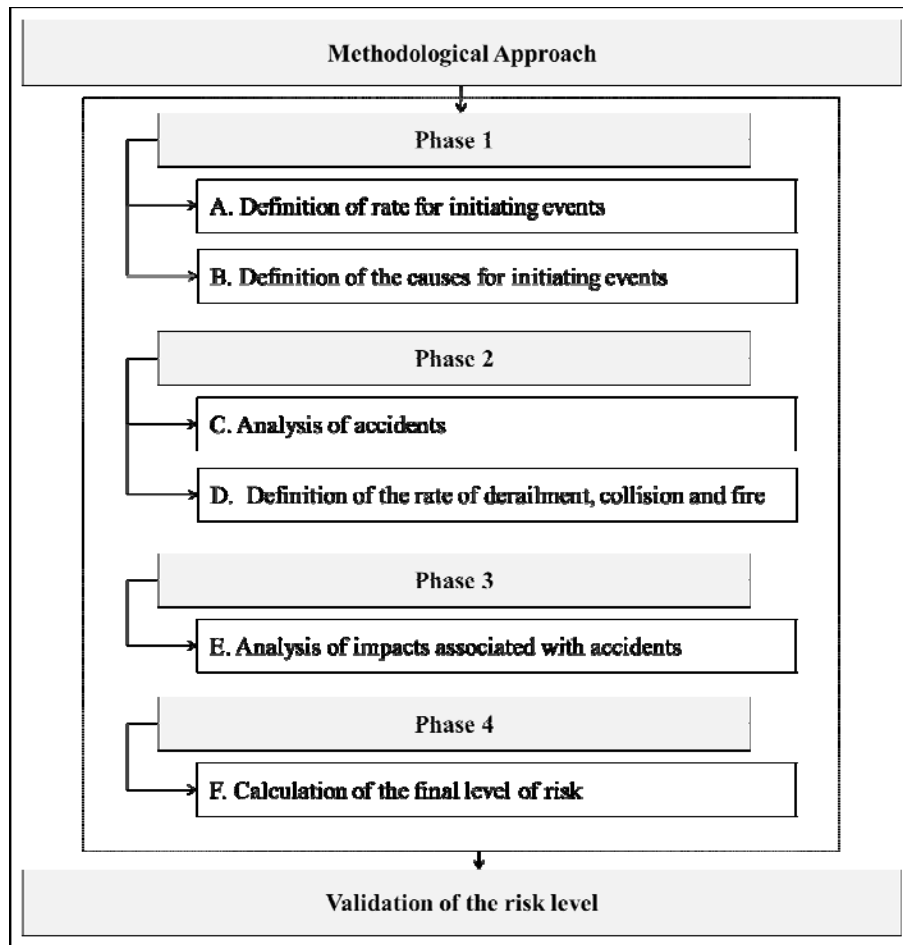 Methodological Approach
Phase 1
A. Definition of rate for initiating events
B. Definition of the causes for initiating events
Phase 2
C. Analysis of accidents
D. Definition of the rate of derailment, collision and fire
Phase 3
E. Analysis of impacts associated with accidents
Phase 4
F. Calculation of the final level of risk
Validation of the risk level